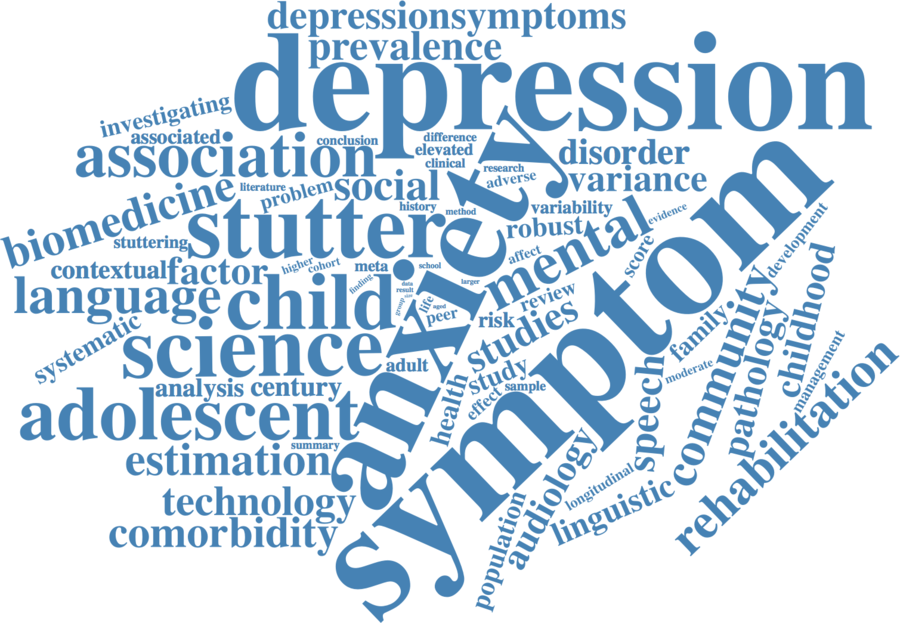 depressionsymptoms
prevalence
depression
investigating
associated
association
conclusion
difference
elevated
clinical
disorder
research
adverse
variance
anxiety
symptom
biomedicine
literature
problem
social
history
method
variability
evidence
stutter
stuttering
robust
mental
score
development
contextual
factor
higher
cohort
meta
school
affect
language
child
finding
data
result
larger
group
life
aged
peer
review
risk
studies
family
community
pathology
childhood
systematic
science
adult
study
sample
effect
health
speech
moderate
management
analysis
century
adolescent
summary
estimation
technology
comorbidity
population
audiology
longitudinal
linguistic
rehabilitation